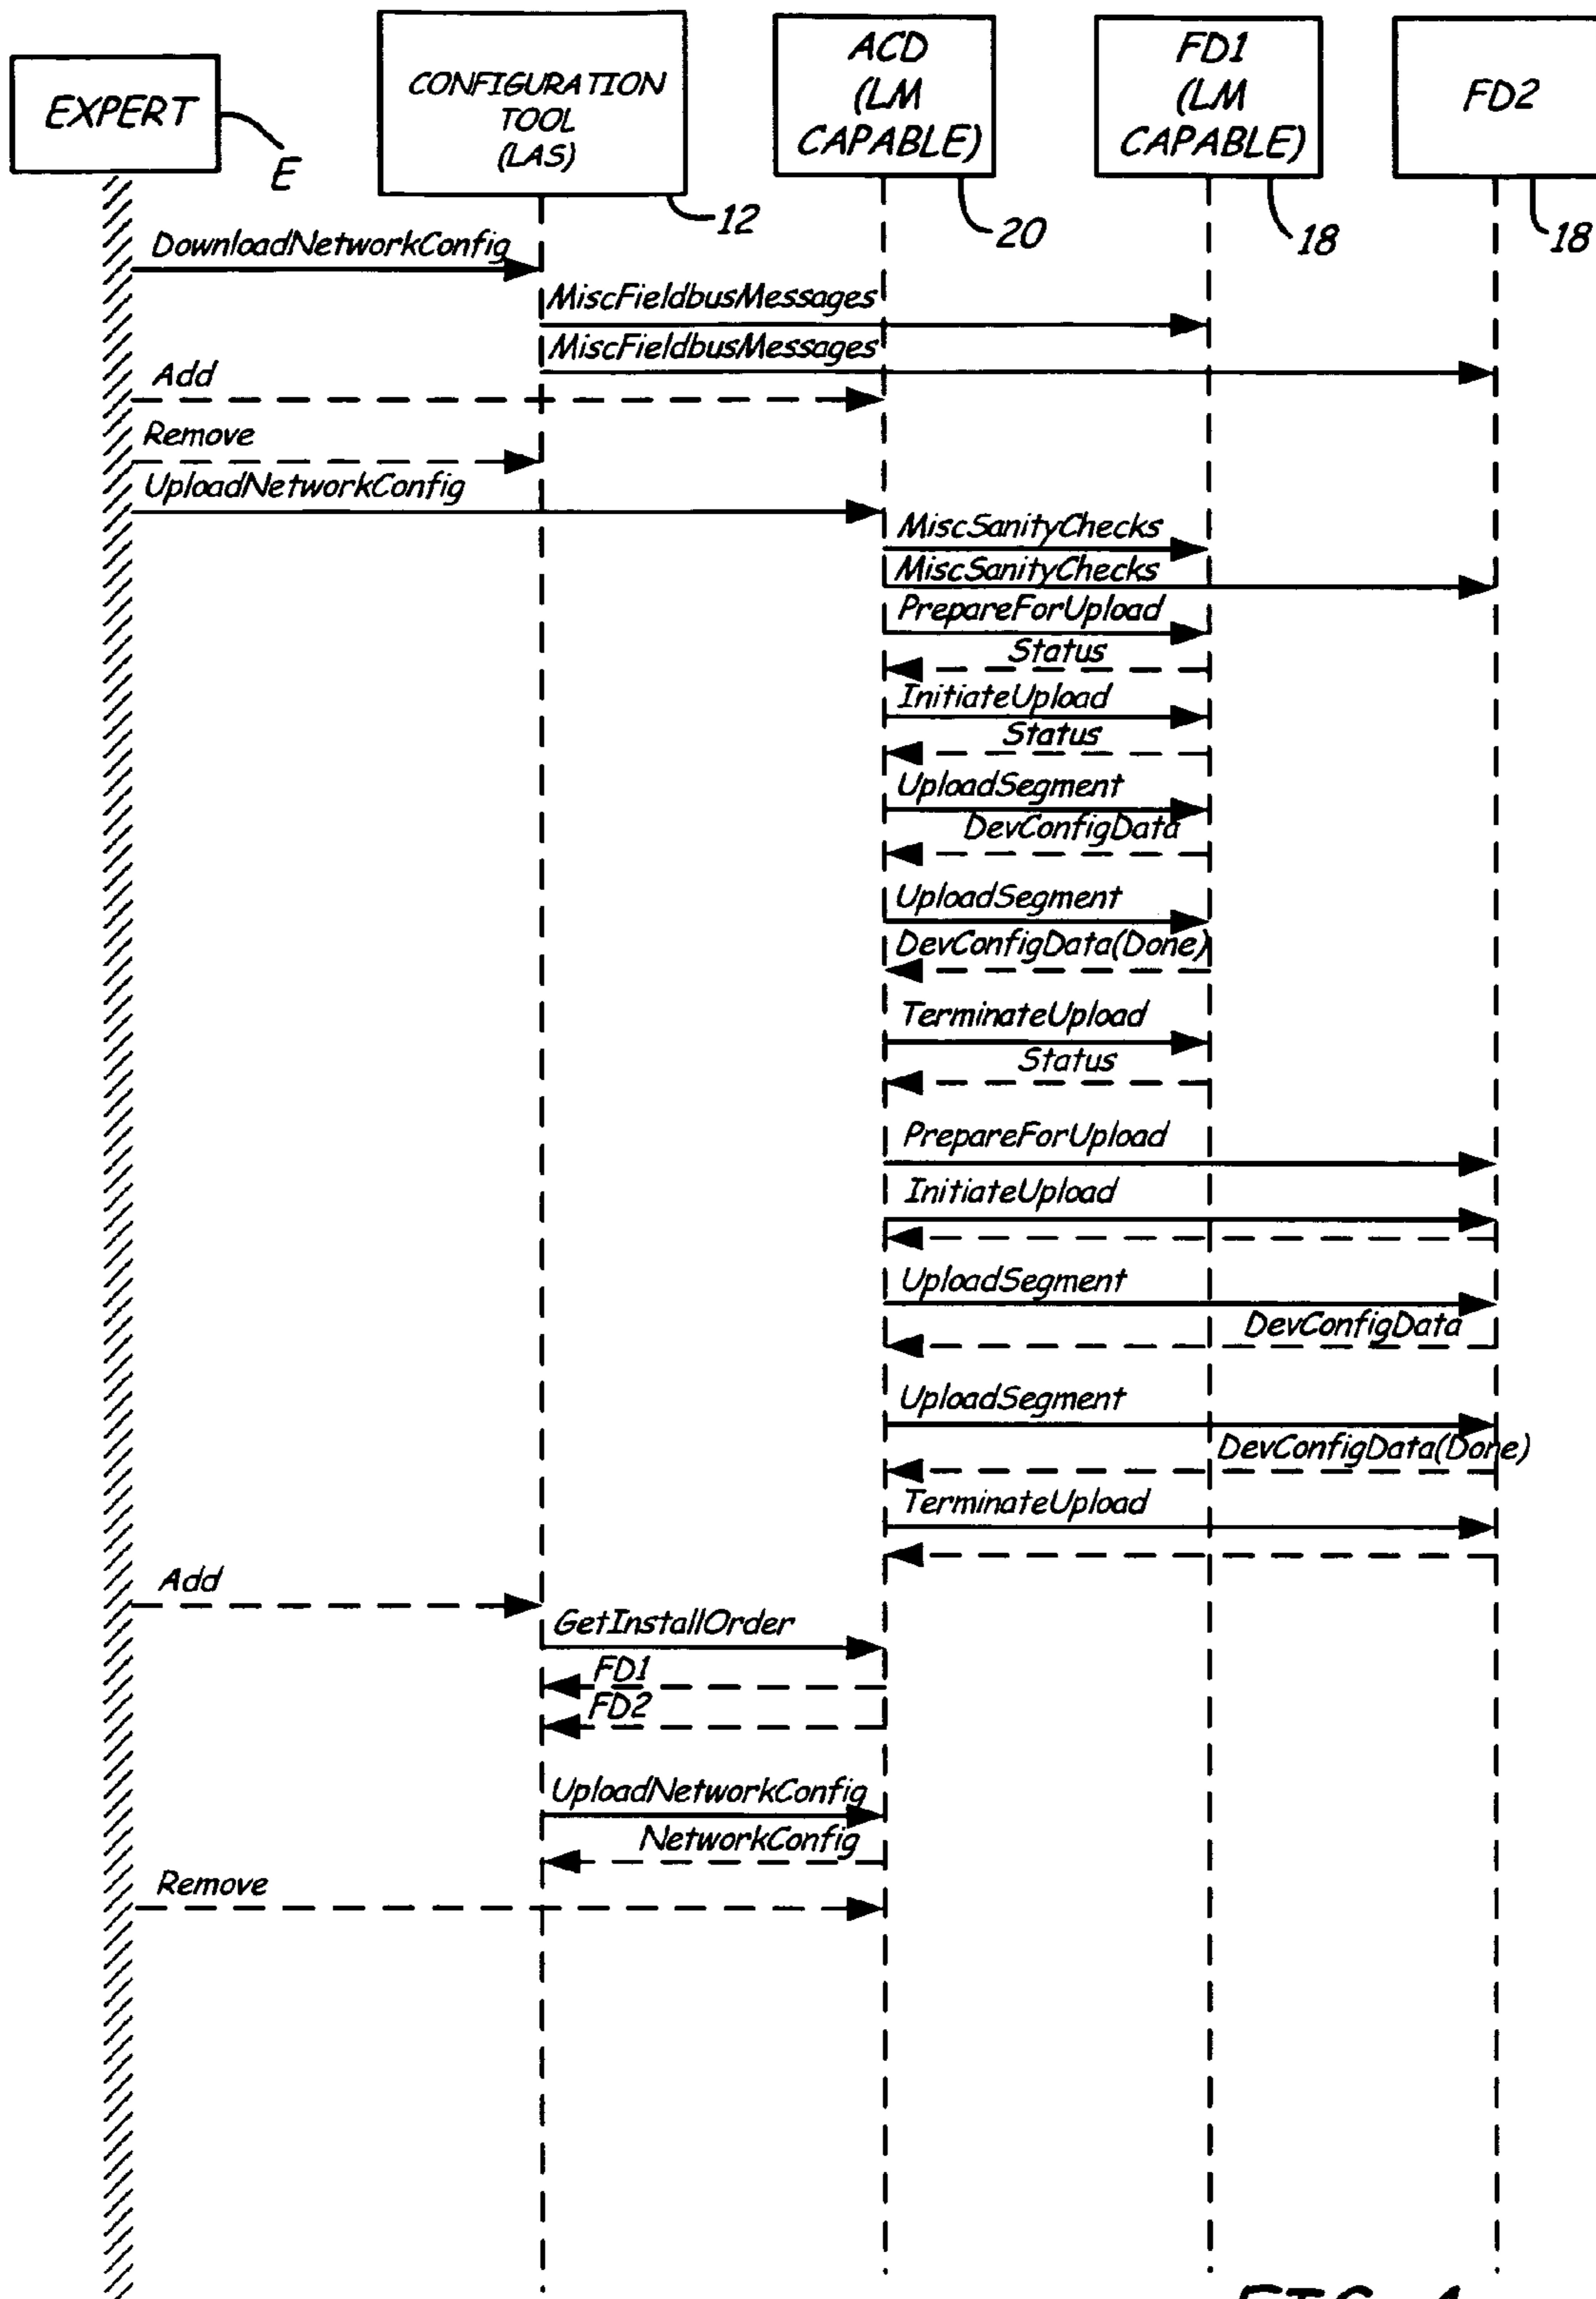 EXPERT
E
CONFIGURATION
TOOL
(LAS)
12
ACD
(LM
CAPABLE)
20
FD1
(LM
CAPABLE)
18
FD2
18
DownloadNetworkConfig
MiscFieldbusMessages
MiscFieldbusMessages
Add
Remove
UploadNetworkConfig
MiscSanityChecks
MiscSanityChecks
PrepareForUpload
Status
InitiateUpload
Status
UploadSegment
DevConfigData
UploadSegment
DevConfigData(Done)
TerminateUpload
Status
PrepareForUpload
InitiateUpload
UploadSegment
DevConfigData
UploadSegment
DevConfigData(Done)
TerminateUpload
Add
GetInstallOrder
FD1
FD2
UploadNetworkConfig
NetworkConfig
Remove